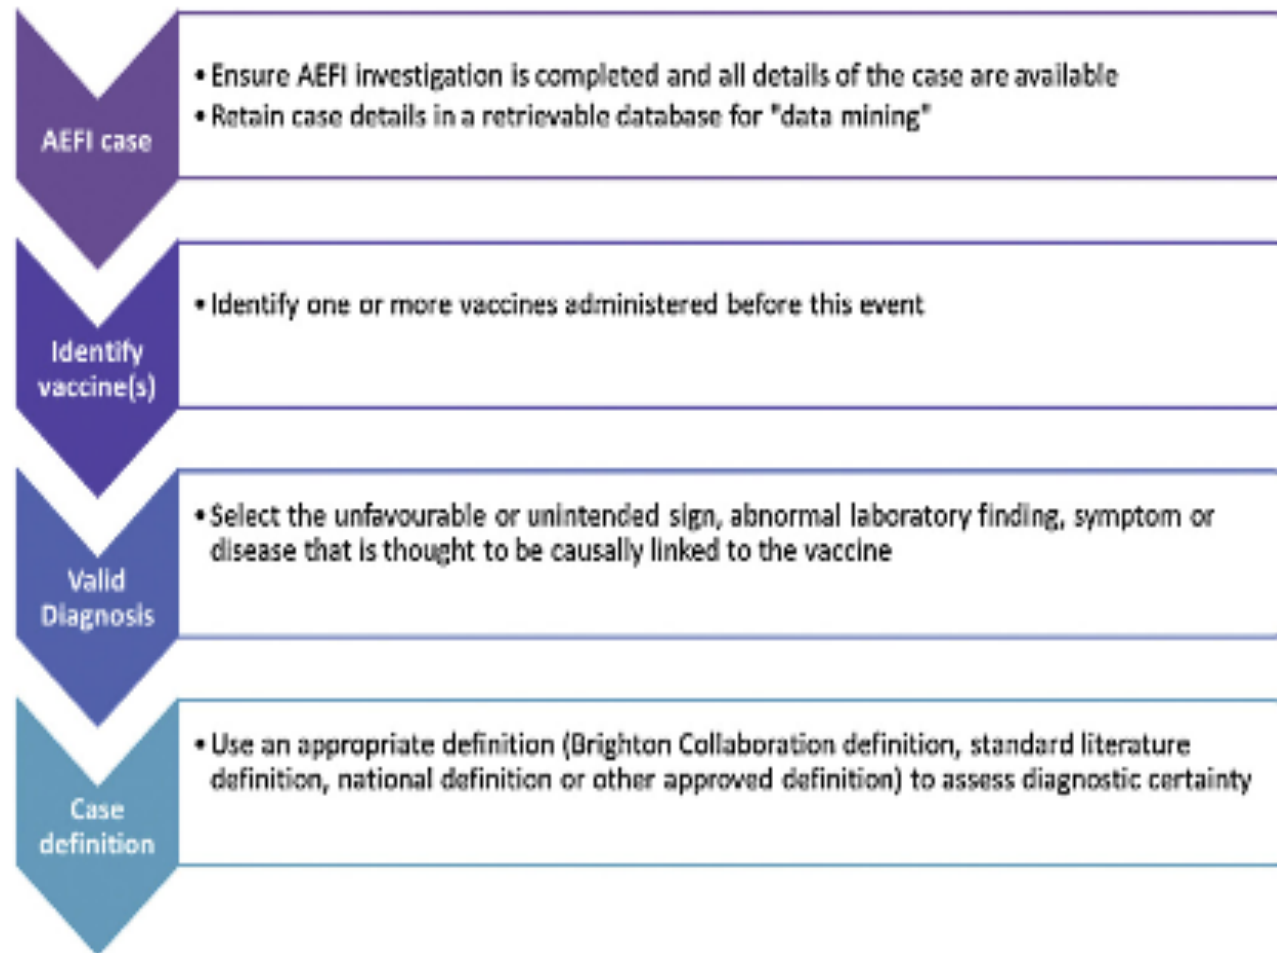 AEFI case
• Ensure AEFI investigation is completed and all details of the case are available
• Retain case details in a retrievable database for "data mining"
Identify
vaccine(s)
• Identify one or more vaccines administered before this event
Valid
Diagnosis
• Select the unfavourable or unintended sign, abnormal laboratory finding, symptom or
disease that is thought to be causally linked to the vaccine
Case
definition
• Use an appropriate definition (Brighton Collaboration definition, standard literature
definition, national definition or other approved definition) to assess diagnostic certainty